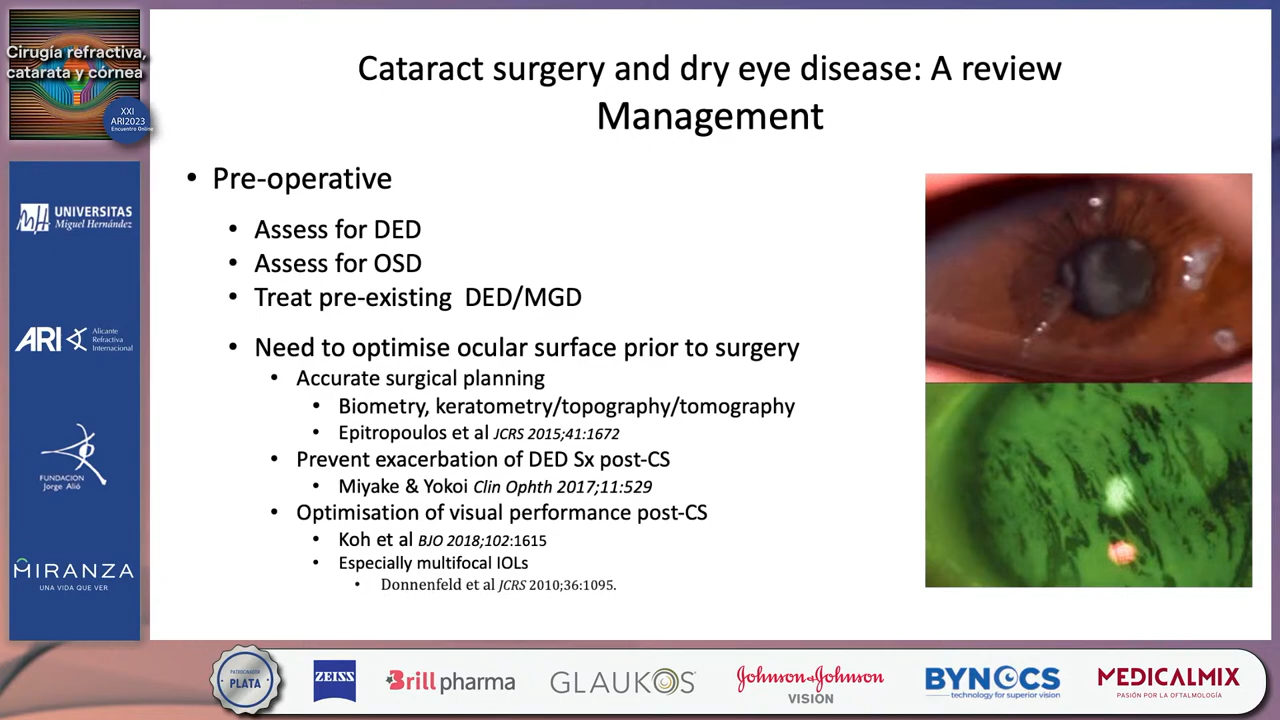 Cirugía refractiva,
catarata y córnea
XXI
ARI2023
Encuentro Online
UNIVERSITAS
Miguel Hernández
ARI
Alicante
Refractiva
Internacional
FUNDACION
Jorge Alió
MIRANZA
UNA VIDA QUE VER
Cataract surgery and dry eye disease: A review
Management
• Pre-operative
• Assess for DED
• Assess for OSD
• Treat pre-existing DED/MGD
• Need to optimise ocular surface prior to surgery
• Accurate surgical planning
• Biometry, keratometry/topography/tomography
• Epitropoulos et al JCRS 2015;41:1672
• Prevent exacerbation of DED Sx post-CS
• Miyake & Yokoi Clin Ophth 2017;11:529
• Optimisation of visual performance post-CS
• Koh et al BJO 2018;102:1615
• Especially multifocal IOLs
• Donnenfeld et al JCRS 2010;36:1095.
PATROCINADOR
PLATA
ZEISS
Brill pharma
GLAUKOS
Johnson & Johnson
VISION
BYNOCS
technology for superior vision
MEDICALMIX
PASIÓN POR LA OFTALMOLOGÍA